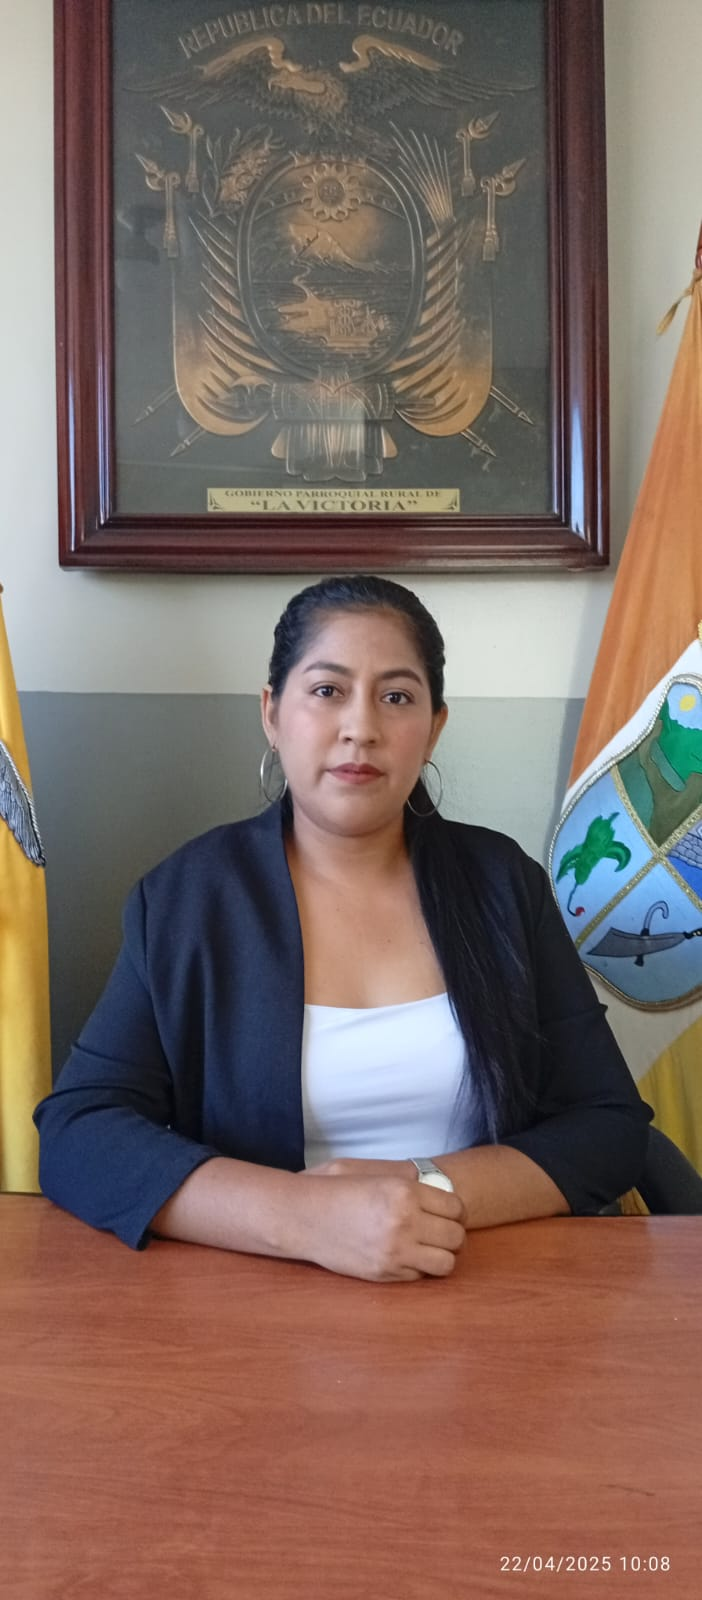 REPUBLICA DEL ECUADOR
GOBIERNO PARROQUIAL RURAL DE
"LA VICTORIA"
22/04/2025 10:08